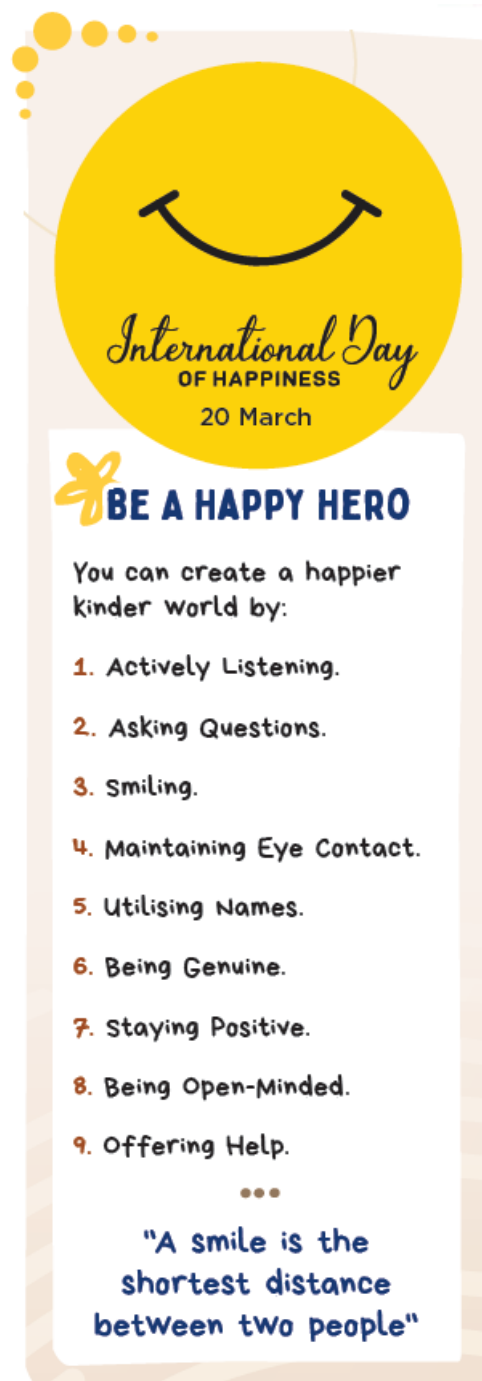 International Day
OF HAPPINESS
20 March
BE A HAPPY HERO
You can create a happier
kinder world by:
1. Actively Listening.
2. Asking Questions.
3. Smiling.
4. Maintaining Eye Contact.
5. Utilising Names.
6. Being Genuine.
7. Staying Positive.
8. Being Open-Minded.
9. Offering Help.
"A smile is the
shortest distance
between two people"